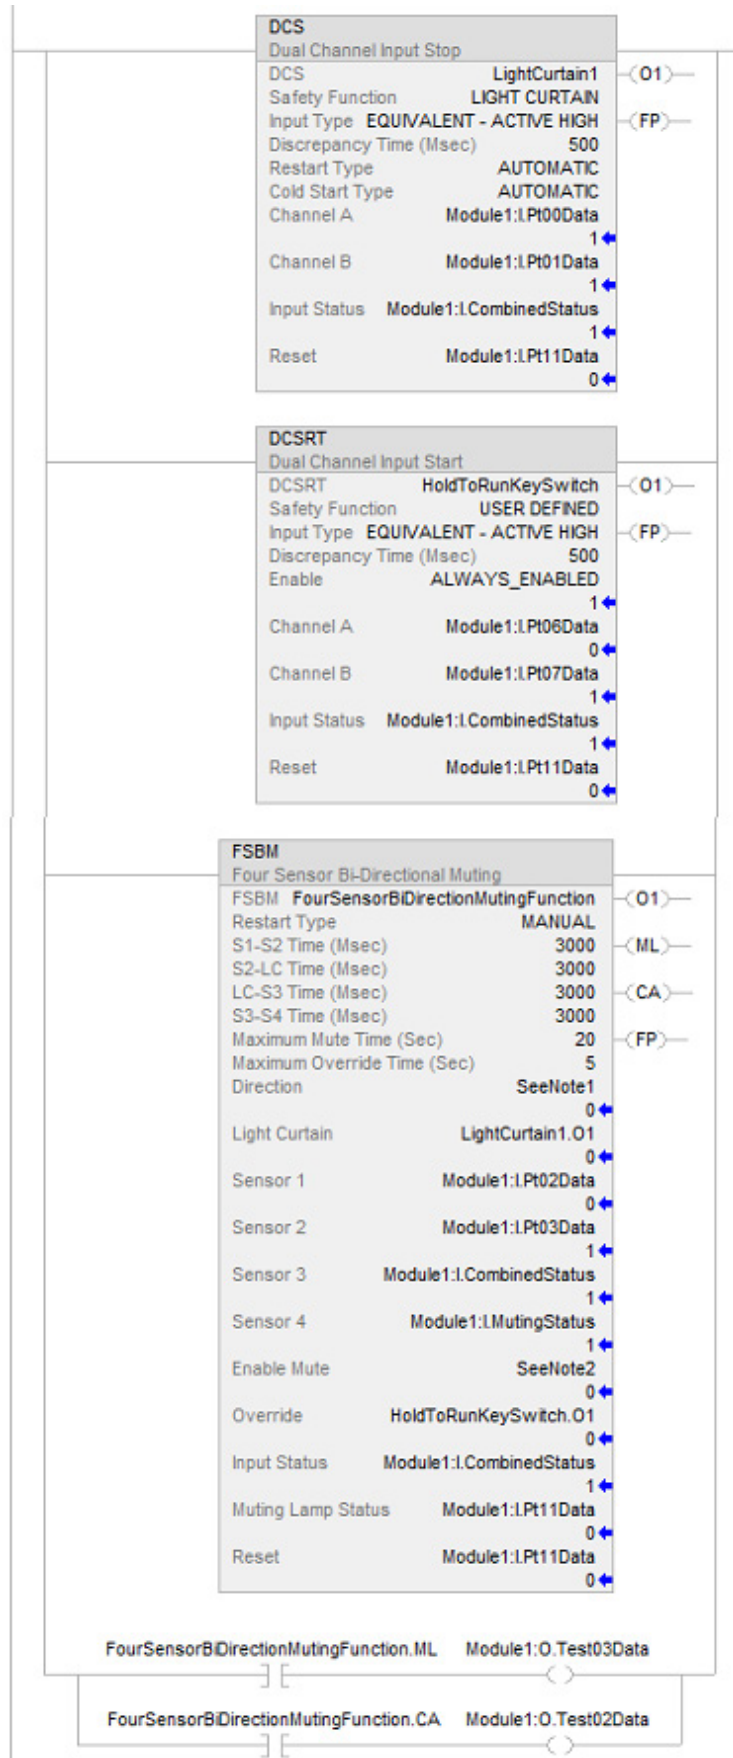 DCS
Dual Channel Input Stop
DCS LightCurtain1 (O1)
Safety Function LIGHT CURTAIN
Input Type EQUIVALENT - ACTIVE HIGH (FP)
Discrepancy Time (Msec) 500
Restart Type AUTOMATIC
Cold Start Type AUTOMATIC
Channel A Module1:I.Pt00Data
1
Channel B Module1:I.Pt01Data
1
Input Status Module1:I.CombinedStatus
1
Reset Module1:I.Pt11Data
0
DCSRT
Dual Channel Input Start
DCSRT HoldToRunKeySwitch (O1)
Safety Function USER DEFINED
Input Type EQUIVALENT - ACTIVE HIGH (FP)
Discrepancy Time (Msec) 500
Enable ALWAYS_ENABLED
1
Channel A Module1:I.Pt06Data
0
Channel B Module1:I.Pt07Data
1
Input Status Module1:I.CombinedStatus
1
Reset Module1:I.Pt11Data
0
FSBM
Four Sensor Bi-Directional Muting
FSBM FourSensorBiDirectionMutingFunction (O1)
Restart Type MANUAL
S1-S2 Time (Msec) 3000 (ML)
S2-LC Time (Msec) 3000
LC-S3 Time (Msec) 3000 (CA)
S3-S4 Time (Msec) 3000
Maximum Mute Time (Sec) 20 (FP)
Maximum Override Time (Sec) 5
Direction SeeNote1
0
Light Curtain LightCurtain1.O1
0
Sensor 1 Module1:I.Pt02Data
0
Sensor 2 Module1:I.Pt03Data
1
Sensor 3 Module1:I.CombinedStatus
1
Sensor 4 Module1:I.MutingStatus
1
Enable Mute SeeNote2
0
Override HoldToRunKeySwitch.O1
0
Input Status Module1:I.CombinedStatus
1
Muting Lamp Status Module1:I.Pt11Data
0
Reset Module1:I.Pt11Data
0
FourSensorBiDirectionMutingFunction.ML Module1:O.Test03Data
FourSensorBiDirectionMutingFunction.CA Module1:O.Test02Data